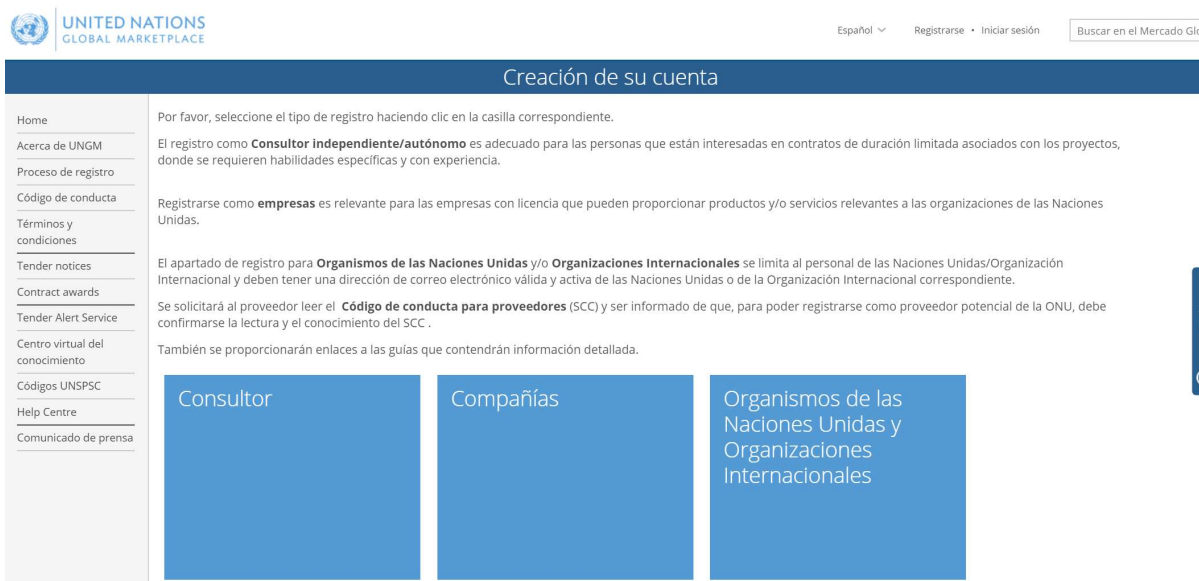 UNITED NATIONS
GLOBAL MARKETPLACE
Español
Registrarse • Iniciar sesión
Buscar en el Mercado Glo
Creación de su cuenta
Home
Acerca de UNGM
Proceso de registro
Código de conducta
Términos y
condiciones
Tender notices
Contract awards
Tender Alert Service
Centro virtual del
conocimiento
Códigos UNSPSC
Help Centre
Comunicado de prensa
Por favor, seleccione el tipo de registro haciendo clic en la casilla correspondiente.
El registro como Consultor independiente/autónomo es adecuado para las personas que están interesadas en contratos de duración limitada asociados con los proyectos,
donde se requieren habilidades específicas y con experiencia.
Registrarse como empresas es relevante para las empresas con licencia que pueden proporcionar productos y/o servicios relevantes a las organizaciones de las Naciones
Unidas.
El apartado de registro para Organismos de las Naciones Unidas y/o Organizaciones Internacionales se limita al personal de las Naciones Unidas/Organización
Internacional y deben tener una dirección de correo electrónico válida y activa de las Naciones Unidas o de la Organización Internacional correspondiente.
Se solicitará al proveedor leer el Código de conducta para proveedores (SCC) y ser informado de que, para poder registrarse como proveedor potencial de la ONU, debe
confirmarse la lectura y el conocimiento del SCC .
También se proporcionarán enlaces a las guías que contendrán información detallada.
Consultor
Compañías
Organismos de las
Naciones Unidas y
Organizaciones
Internacionales